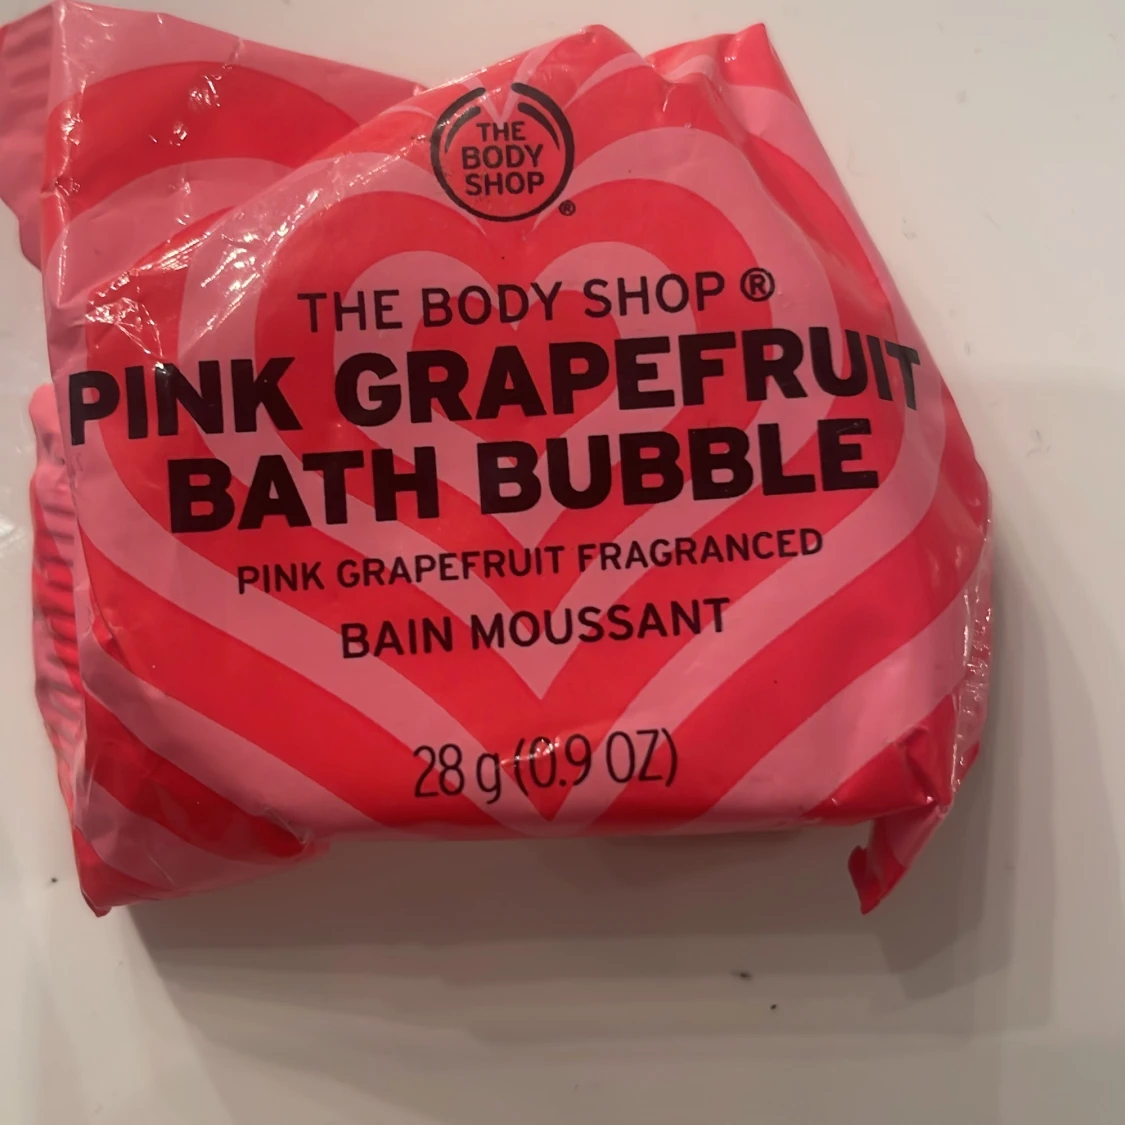 THE
BODY
SHOP
®
THE BODY SHOP ®
PINK GRAPEFRUIT
BATH BUBBLE
PINK GRAPEFRUIT FRAGRANCED
BAIN MOUSSANT
28 g (0.9 OZ)